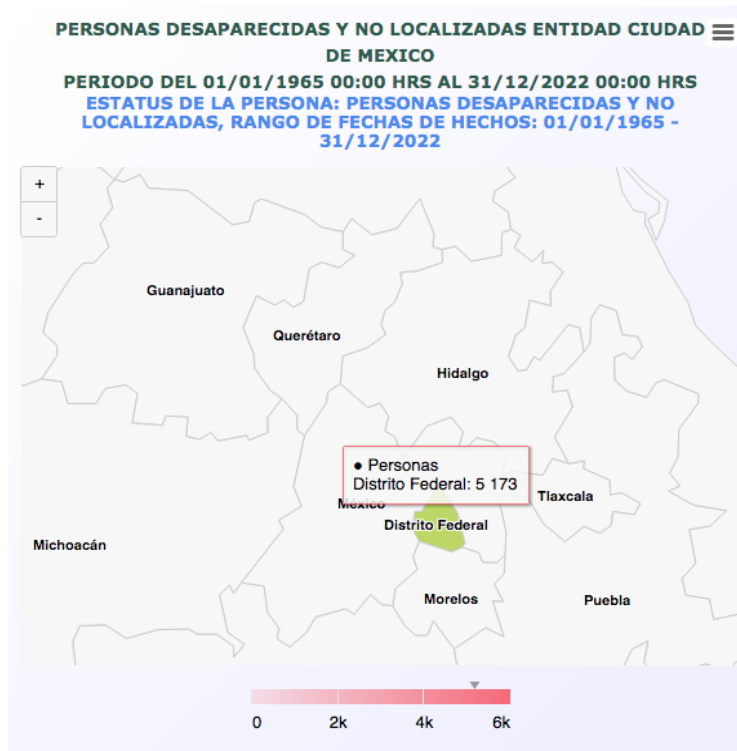 PERSONAS DESAPARECIDAS Y NO LOCALIZADAS ENTIDAD CIUDAD
DE MEXICO
PERIODO DEL 01/01/1965 00:00 HRS AL 31/12/2022 00:00 HRS
ESTATUS DE LA PERSONA: PERSONAS DESAPARECIDAS Y NO
LOCALIZADAS, RANGO DE FECHAS DE HECHOS: 01/01/1965 -
31/12/2022
+
-
Guanajuato
Querétaro
Hidalgo
● Personas
Distrito Federal: 5 173
México
Tlaxcala
Distrito Federal
Michoacán
Morelos
Puebla
0 2k 4k 6k